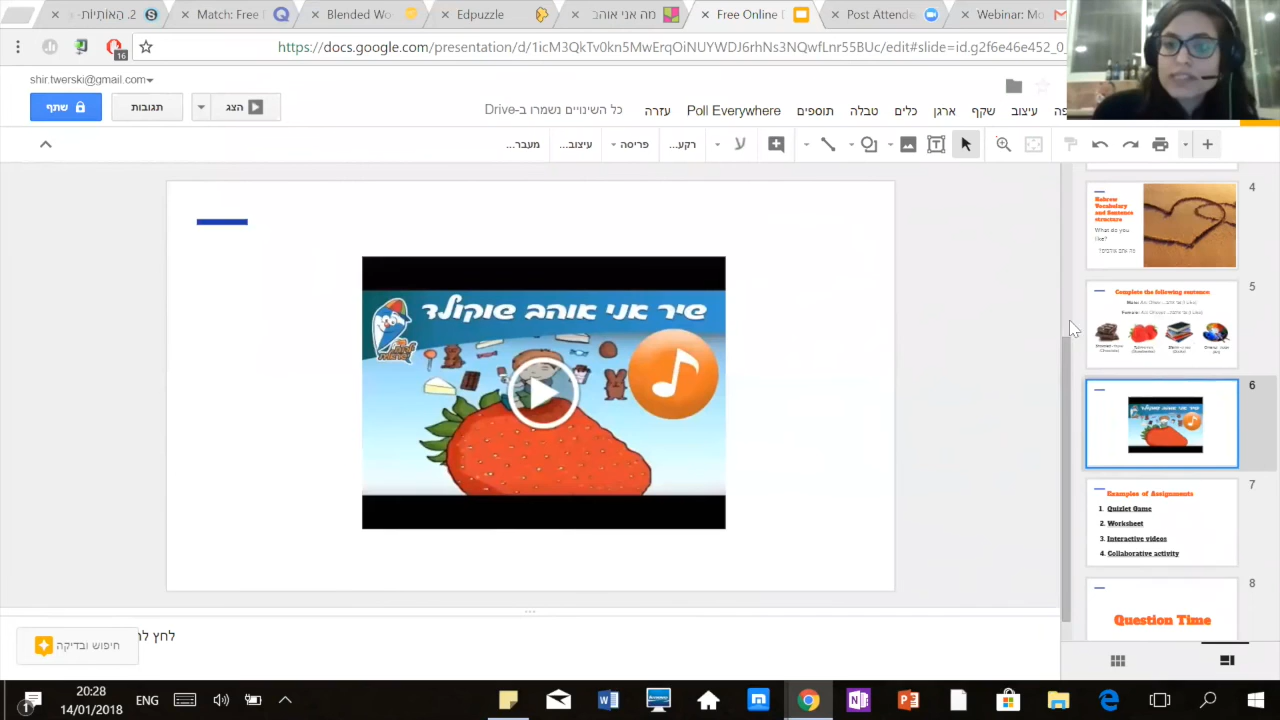 2. האותיות,
Match: Free
Blended Wo
Edpuzzle
מה אני אוהב
Free Online
Post Attend
Webinar: Mo
16
https://docs.google.com/presentation/d/1icM3QkTv0kn5MwErqOiNUYWDJ6rhNs3NQwfLnr55BUc/edit#slide=id.g2f6e46e452_0
shir.twerski@gmail.com
שתף
תגובות
הצג
כל השינויים נשמרו ב-Drive
עזרה
Poll Everywhere
תוספים
טבלה
כלים
ארגן
שקף
עיצוב
מעבר...
עיצוב...
פריסה
רקע...
שיר אני אוהב שוקולד
4
Hebrew
Vocabulary
and Sentence
structure
What do you
like?
מה אתם אוהבים?
5
Complete the following sentence:
6
7
Examples of Assignments
1. Quizlet Game
2. Worksheet
3. Interactive videos
4. Collaborative activity
8
Question Time
חיפוש ובדיקה
20:28
14/01/2018
ENG